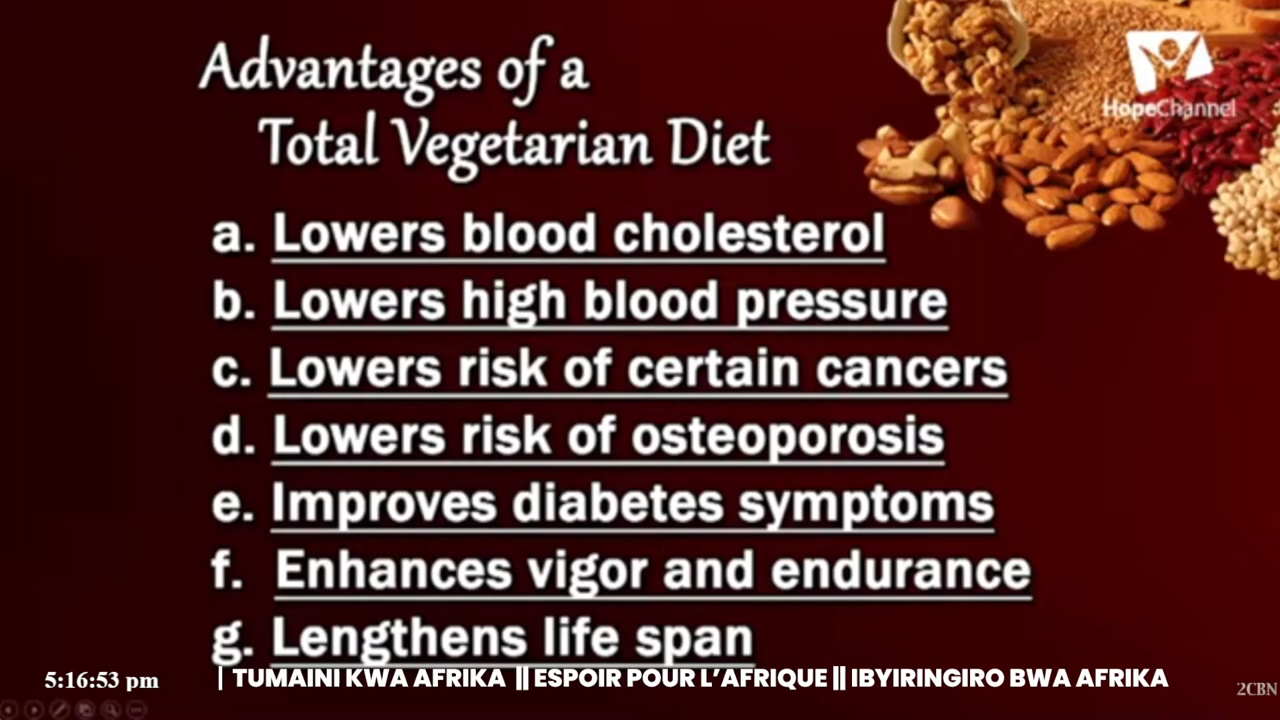 Advantages of a
Total Vegetarian Diet
HopeChannel
a. Lowers blood cholesterol
b. Lowers high blood pressure
c. Lowers risk of certain cancers
d. Lowers risk of osteoporosis
e. Improves diabetes symptoms
f. Enhances vigor and endurance
g. Lengthens life span
5:16:53 pm
| TUMAINI KWA AFRIKA || ESPOIR POUR L’AFRIQUE || IBYIRINGIRO BWA AFRIKA
2CBN